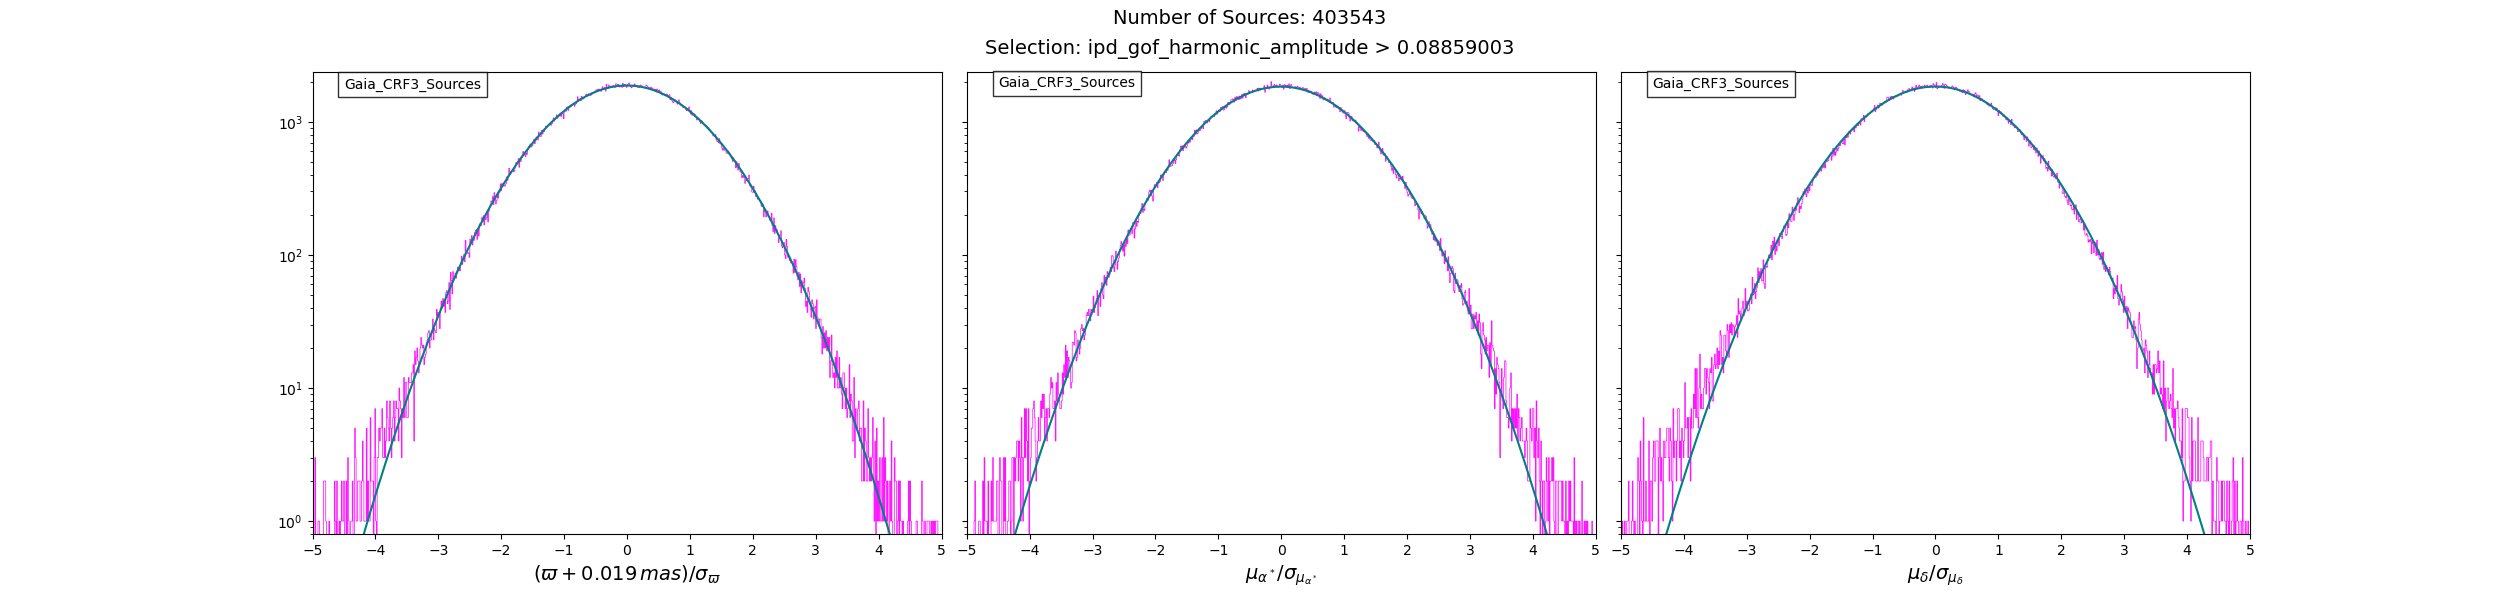 Number of Sources: 403543
Selection: ipd_gof_harmonic_amplitude > 0.08859003
Gaia_CRF3_Sources
Gaia_CRF3_Sources
Gaia_CRF3_Sources
10³
10²
10¹
10⁰
−5 −4 −3 −2 −1 0 1 2 3 4 5
−5 −4 −3 −2 −1 0 1 2 3 4 5
−5 −4 −3 −2 −1 0 1 2 3 4 5
(ϖ + 0.019 mas)/σ_ϖ
μ_α*/σ_μ_α*
μ_δ/σ_μ_δ